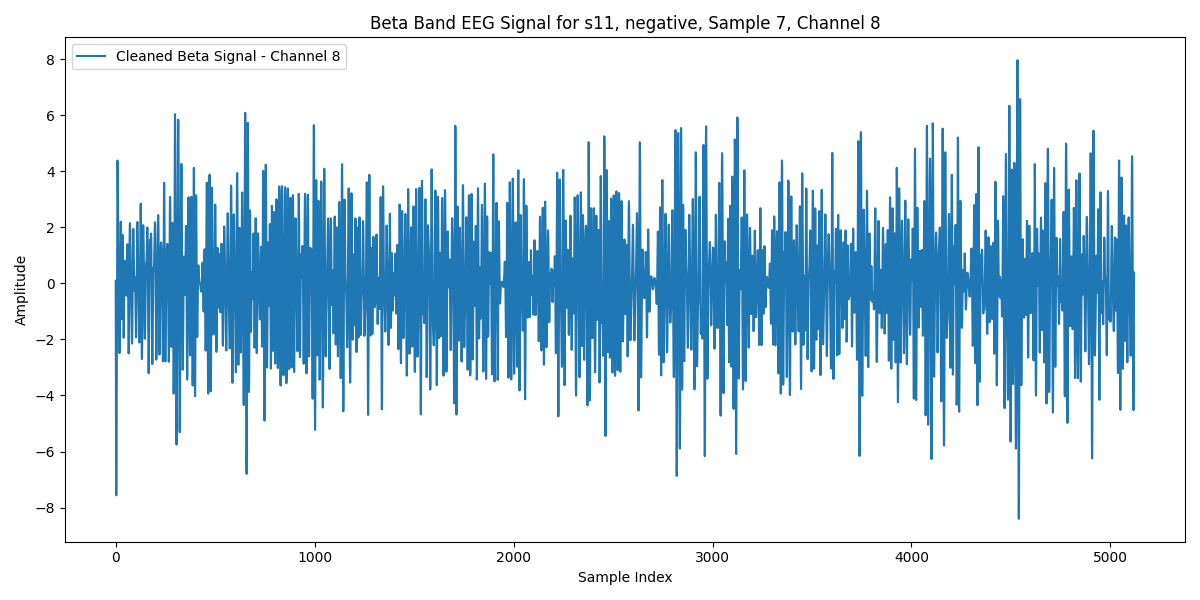 Beta Band EEG Signal for s11, negative, Sample 7, Channel 8
Cleaned Beta Signal - Channel 8
8
6
4
2
0
−2
−4
−6
−8
Amplitude
0 1000 2000 3000 4000 5000
Sample Index